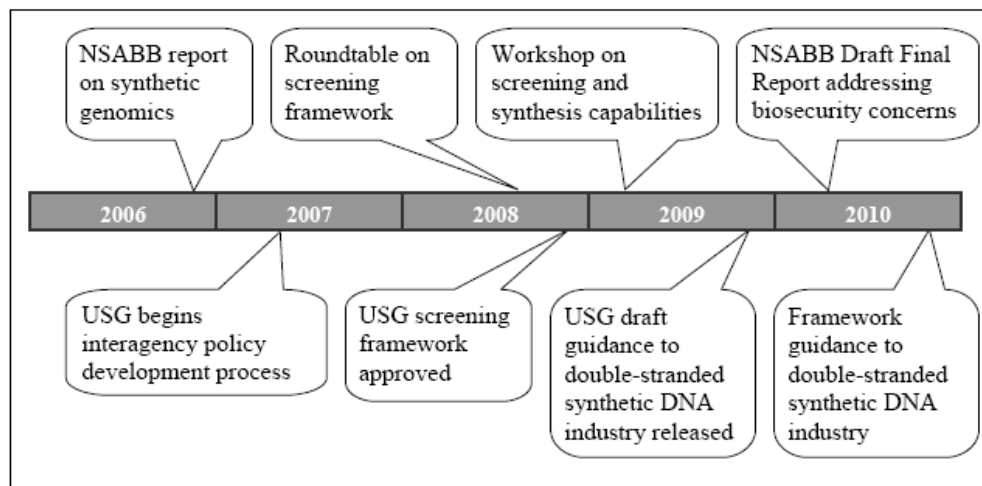 NSABB report
on synthetic
genomics
Roundtable on
screening
framework
Workshop on
screening and
synthesis capabilities
NSABB Draft Final
Report addressing
biosecurity concerns
2006
2007
2008
2009
2010
USG begins
interagency policy
development process
USG screening
framework
approved
USG draft
guidance to
double-stranded
synthetic DNA
industry released
Framework
guidance to
double-stranded
synthetic DNA
industry